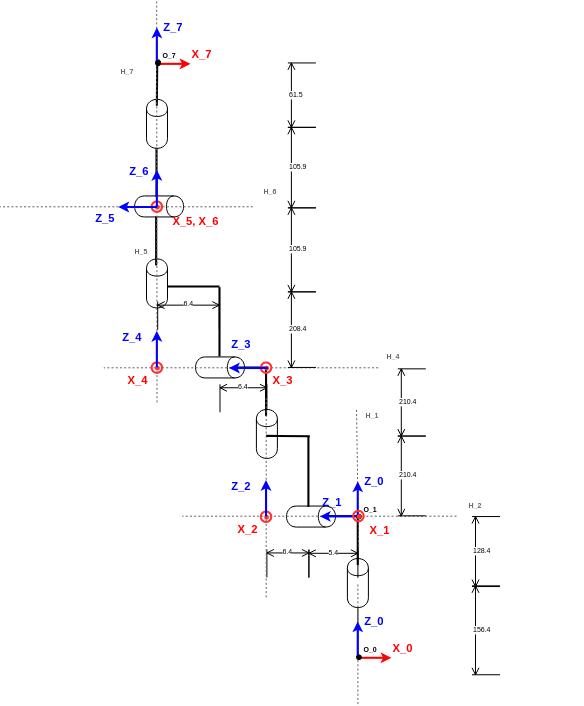 Z_7
O_7
X_7
H_7
61.5
105.9
Z_6
H_6
Z_5
X_5, X_6
105.9
H_5
6.4
208.4
Z_4
Z_3
H_4
X_4
X_3
6.4
210.4
H_1
210.4
Z_2
Z_0
Z_1
O_1
H_2
X_2
X_1
6.4
5.4
128.4
Z_0
156.4
O_0
X_0